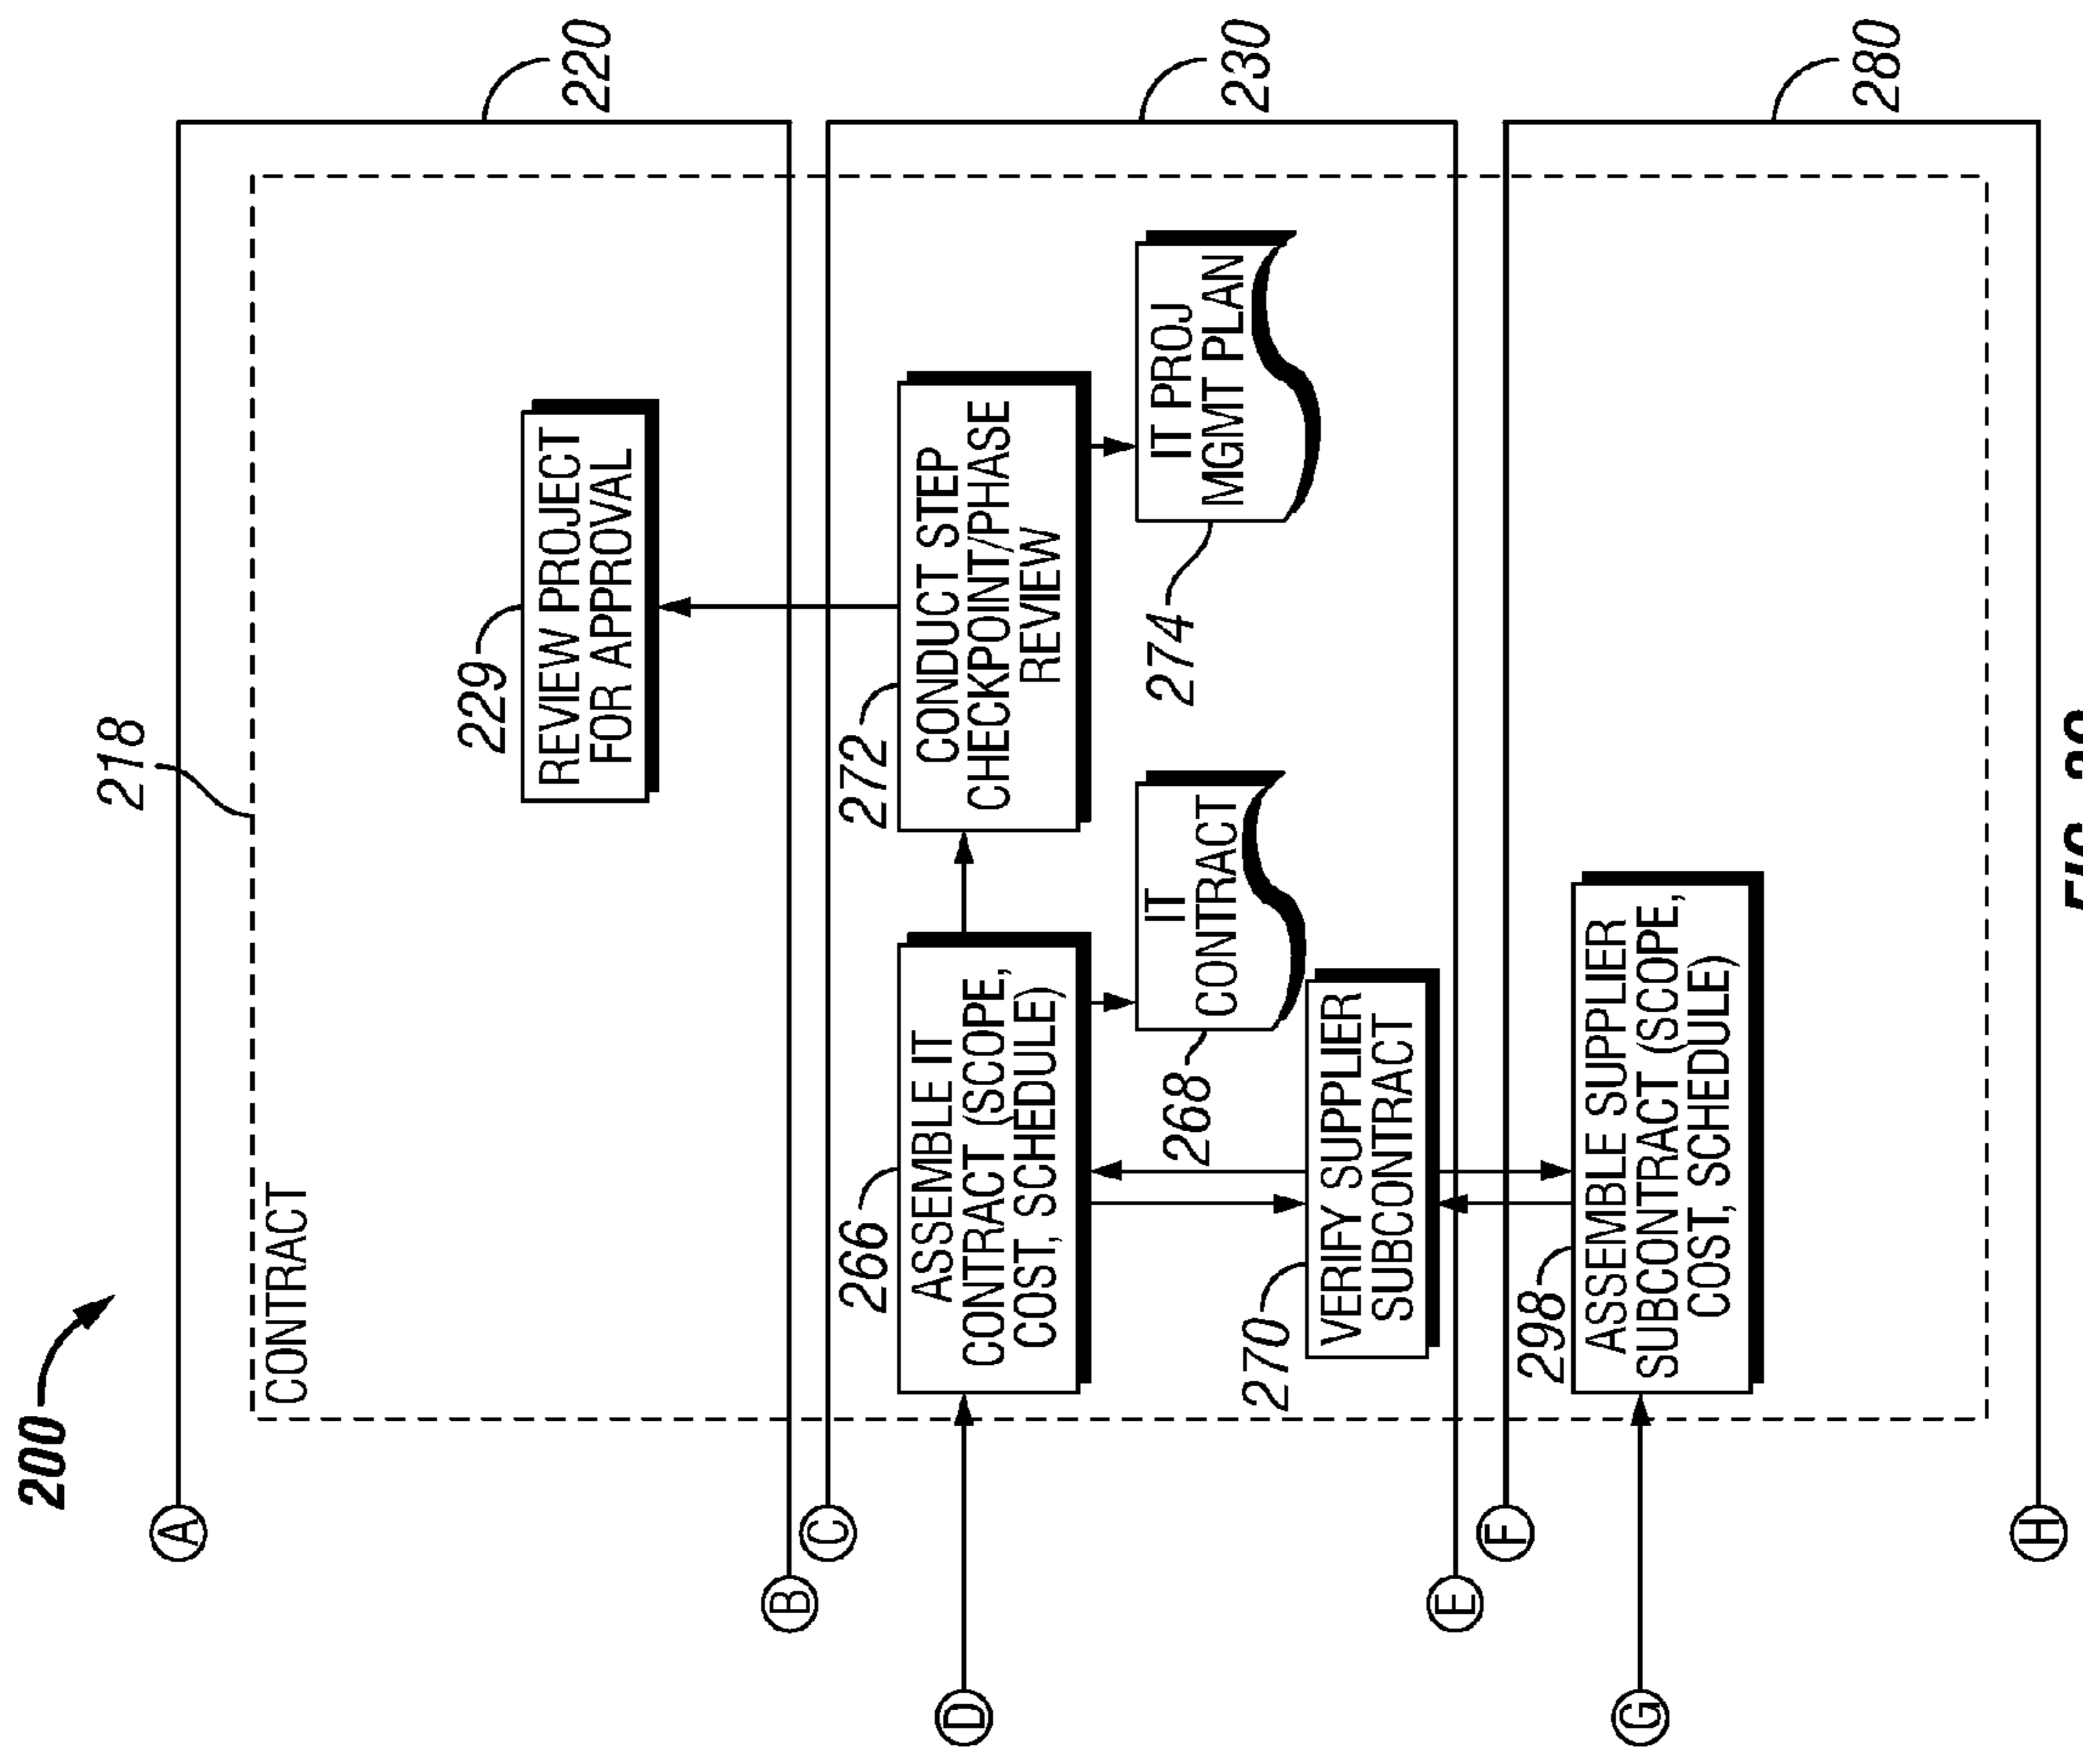 200
218
CONTRACT
A
220
229
REVIEW PROJECT
FOR APPROVAL
B
C
230
D
266
ASSEMBLE IT
CONTRACT (SCOPE,
COST, SCHEDULE)
272
CONDUCT STEP
CHECKPOINT/PHASE
REVIEW
268
IT
CONTRACT
274
IT PROJ
MGMT PLAN
270
VERIFY SUPPLIER
SUBCONTRACT
E
F
280
G
298
ASSEMBLE SUPPLIER
SUBCONTRACT (SCOPE,
COST, SCHEDULE)
H